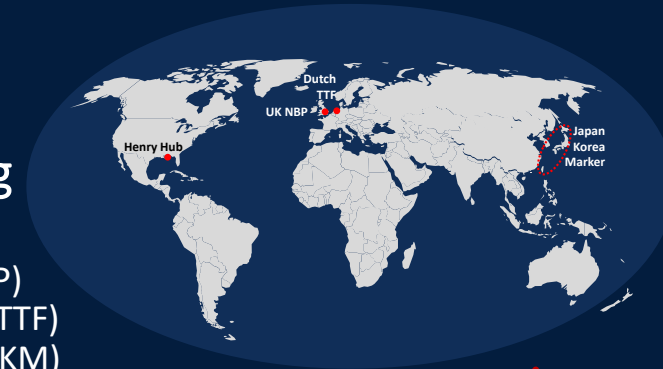 g
P)
TTF)
KM)
Dutch
TTF
UK NBP
Henry Hub
Japan
Korea
Marker